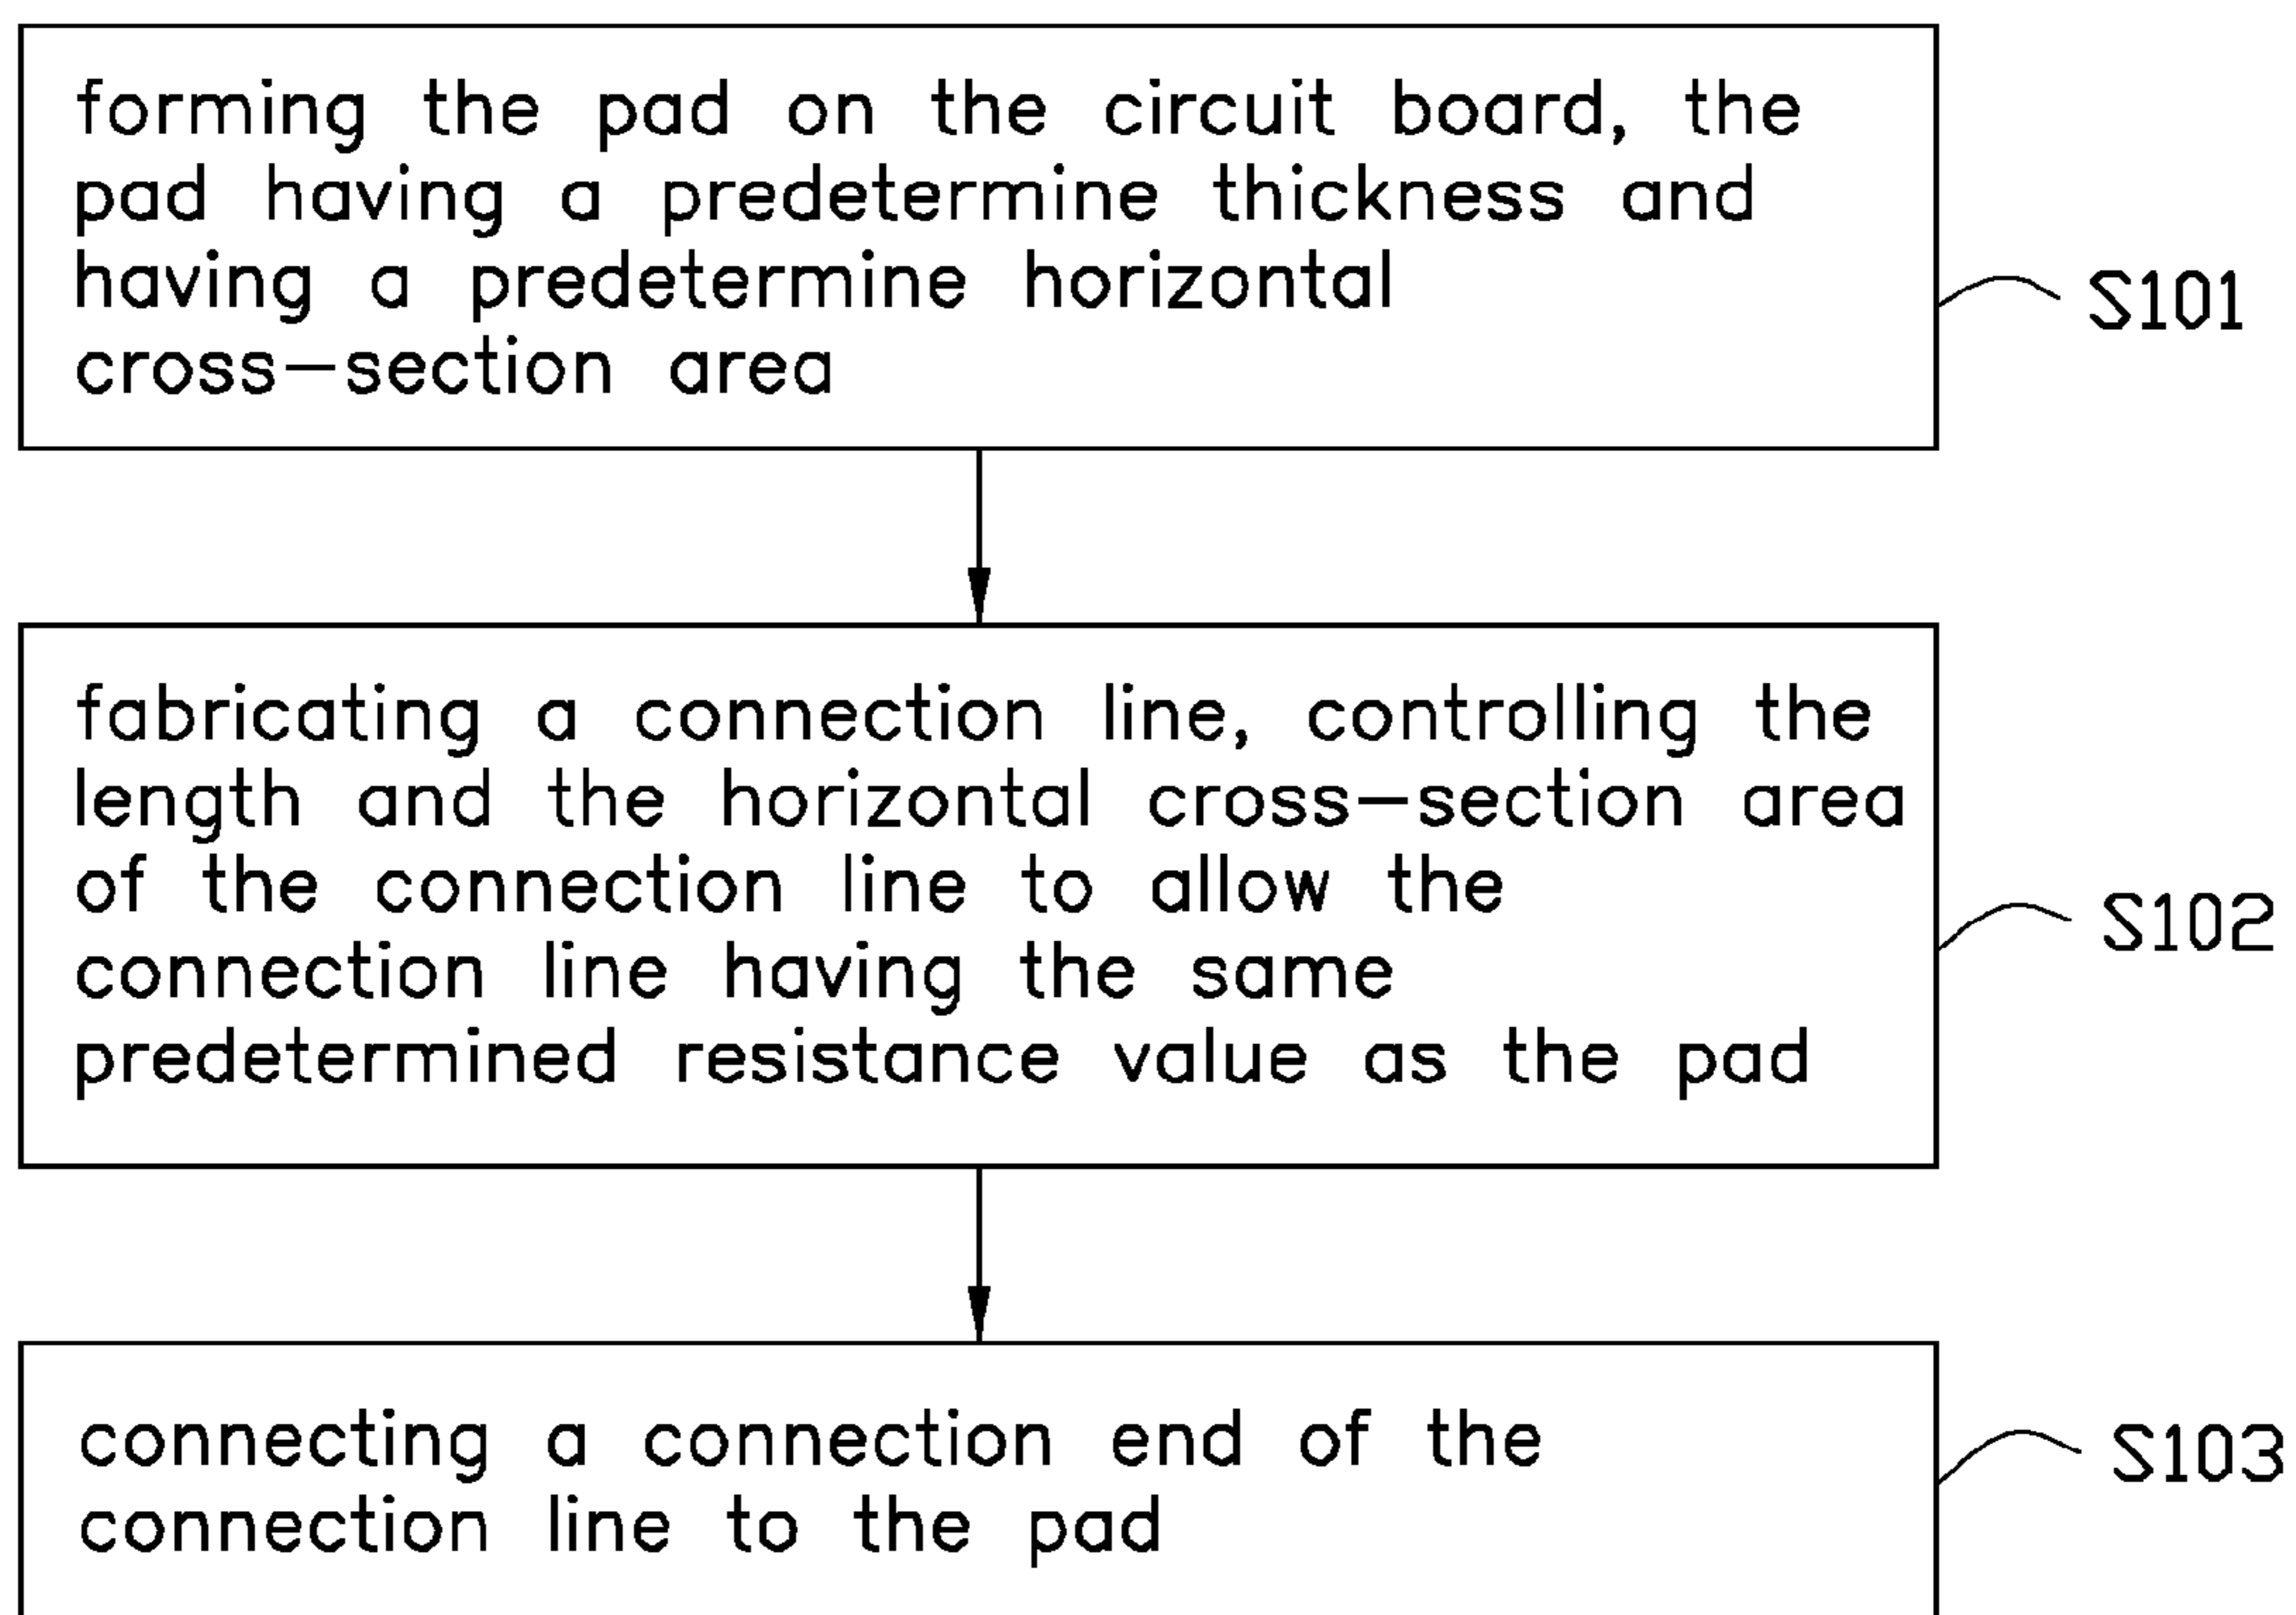 forming the pad on the circuit board, the
pad having a predetermine thickness and
having a predetermine horizontal
cross-section area
S101
fabricating a connection line, controlling the
length and the horizontal cross-section area
of the connection line to allow the
connection line having the same
predetermined resistance value as the pad
S102
connecting a connection end of the
connection line to the pad
S103